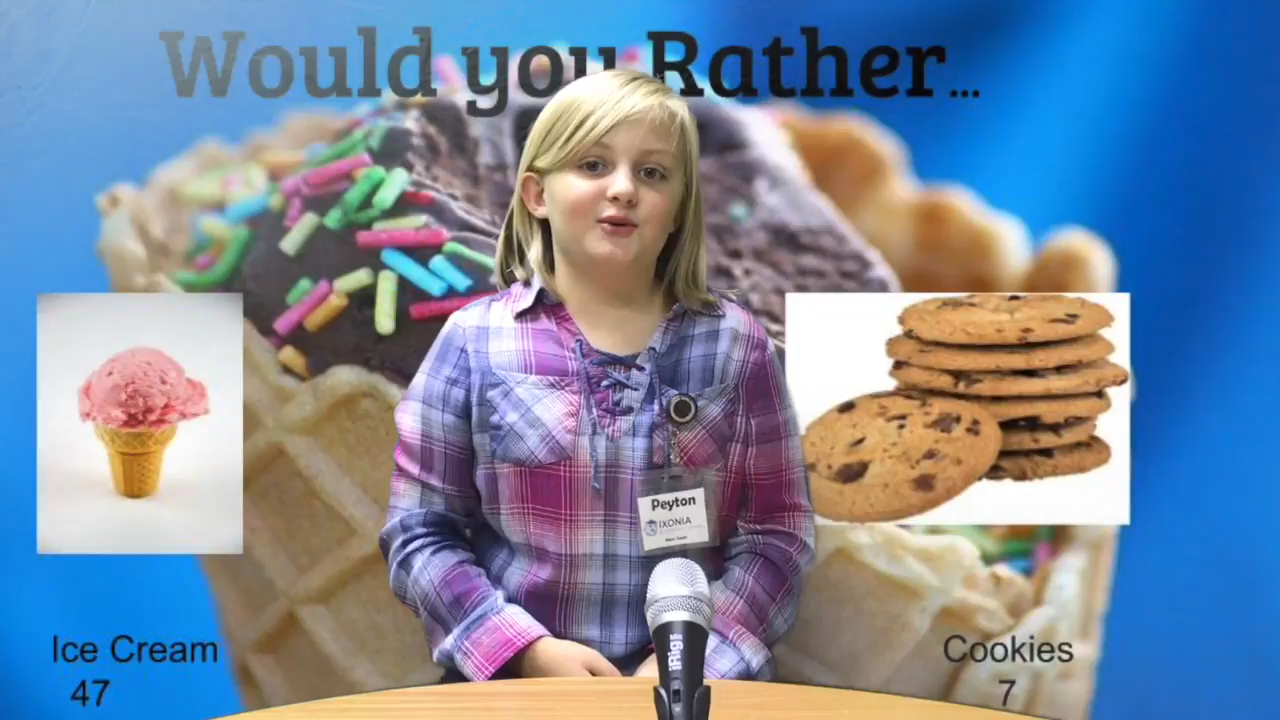 Would you Rather...
Peyton
IXONIA
Ice Cream
47
Cookies
7
iRig